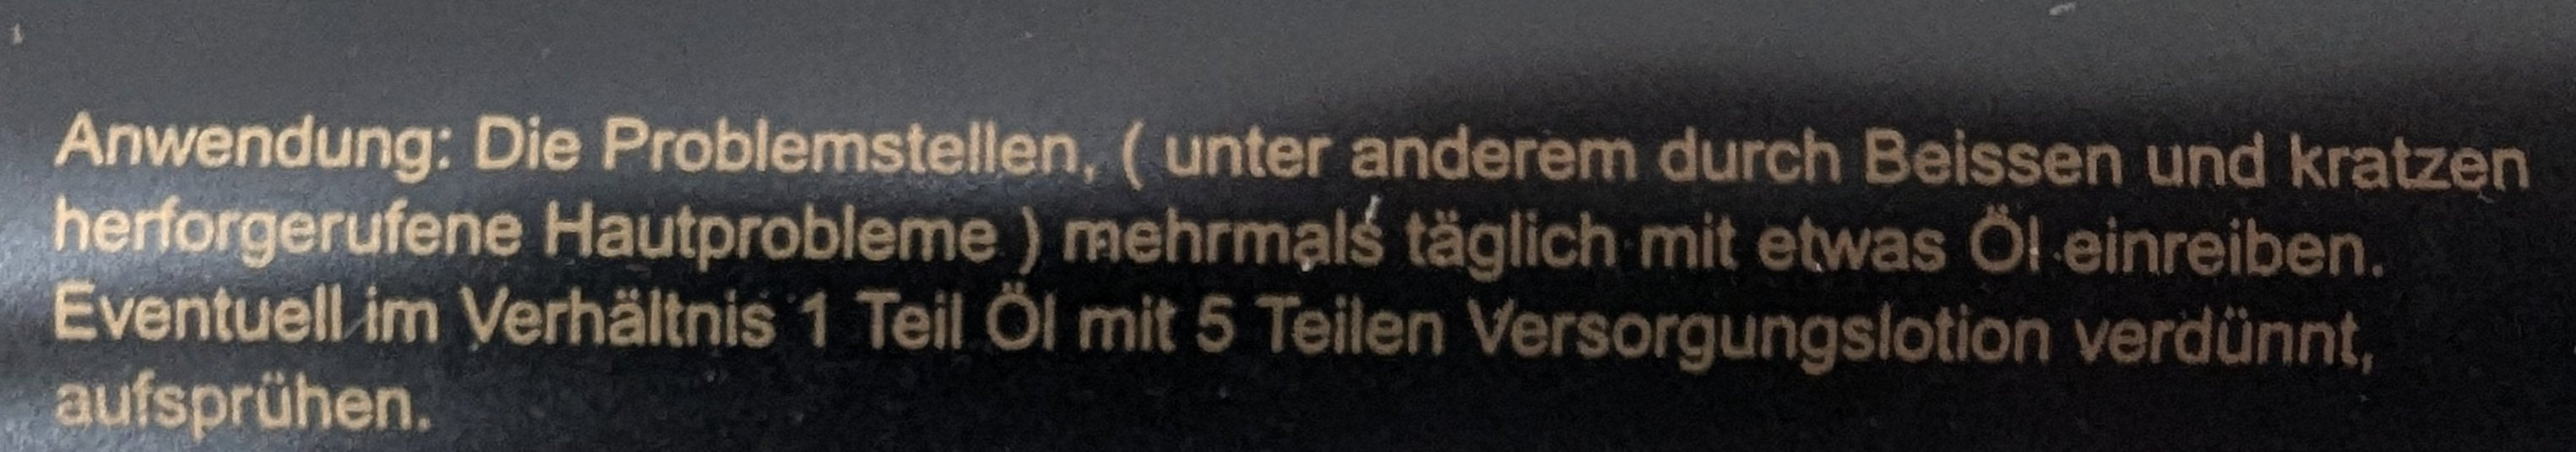 Anwendung: Die Problemstellen, ( unter anderem durch Beissen und kratzen
herforgerufene Hautprobleme ) mehrmals täglich mit etwas Öl einreiben.
Eventuell im Verhältnis 1 Teil Öl mit 5 Teilen Versorgungslotion verdünnt,
aufsprühen.